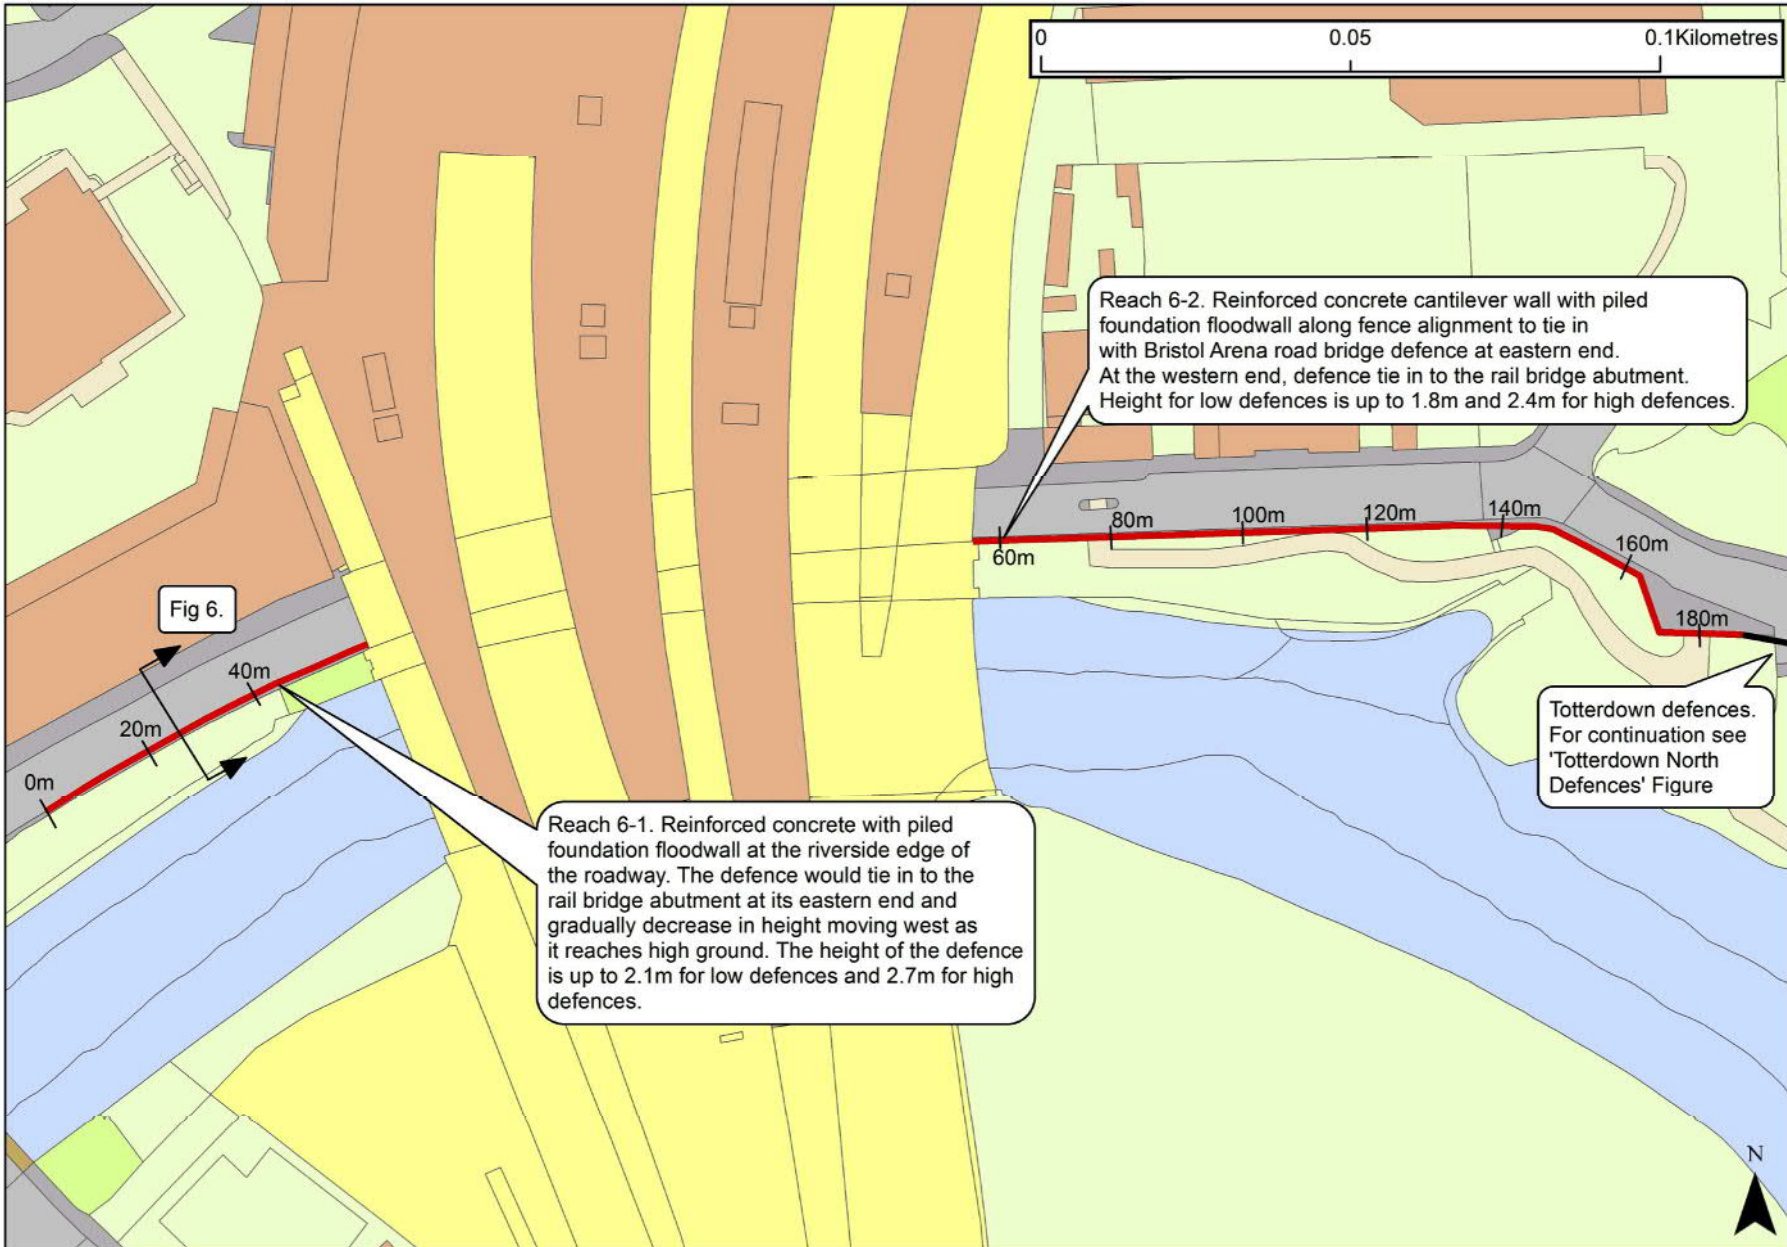 0 0.05 0.1Kilometres
Reach 6-2. Reinforced concrete cantilever wall with piled
foundation floodwall along fence alignment to tie in
with Bristol Arena road bridge defence at eastern end.
At the western end, defence tie in to the rail bridge abutment.
Height for low defences is up to 1.8m and 2.4m for high defences.
60m
80m
100m
120m
140m
160m
180m
Fig 6.
0m
20m
40m
Totterdown defences.
For continuation see
'Totterdown North
Defences' Figure
Reach 6-1. Reinforced concrete with piled
foundation floodwall at the riverside edge of
the roadway. The defence would tie in to the
rail bridge abutment at its eastern end and
gradually decrease in height moving west as
it reaches high ground. The height of the defence
is up to 2.1m for low defences and 2.7m for high
defences.
N